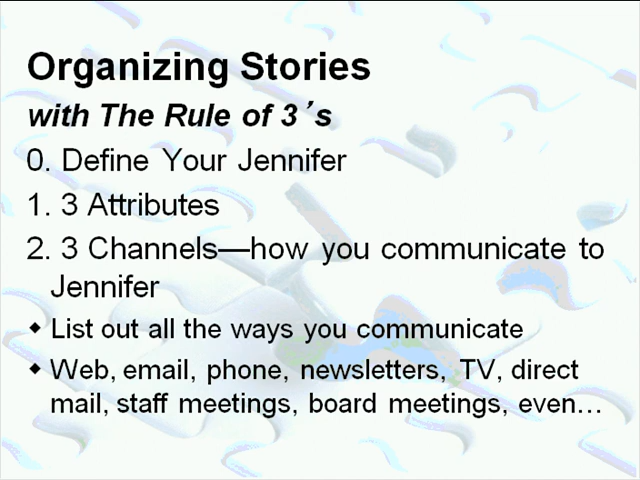 Organizing Stories
with The Rule of 3´s
0. Define Your Jennifer
1. 3 Attributes
2. 3 Channels—how you communicate to
Jennifer
◆ List out all the ways you communicate
◆ Web, email, phone, newsletters, TV, direct
mail, staff meetings, board meetings, even…